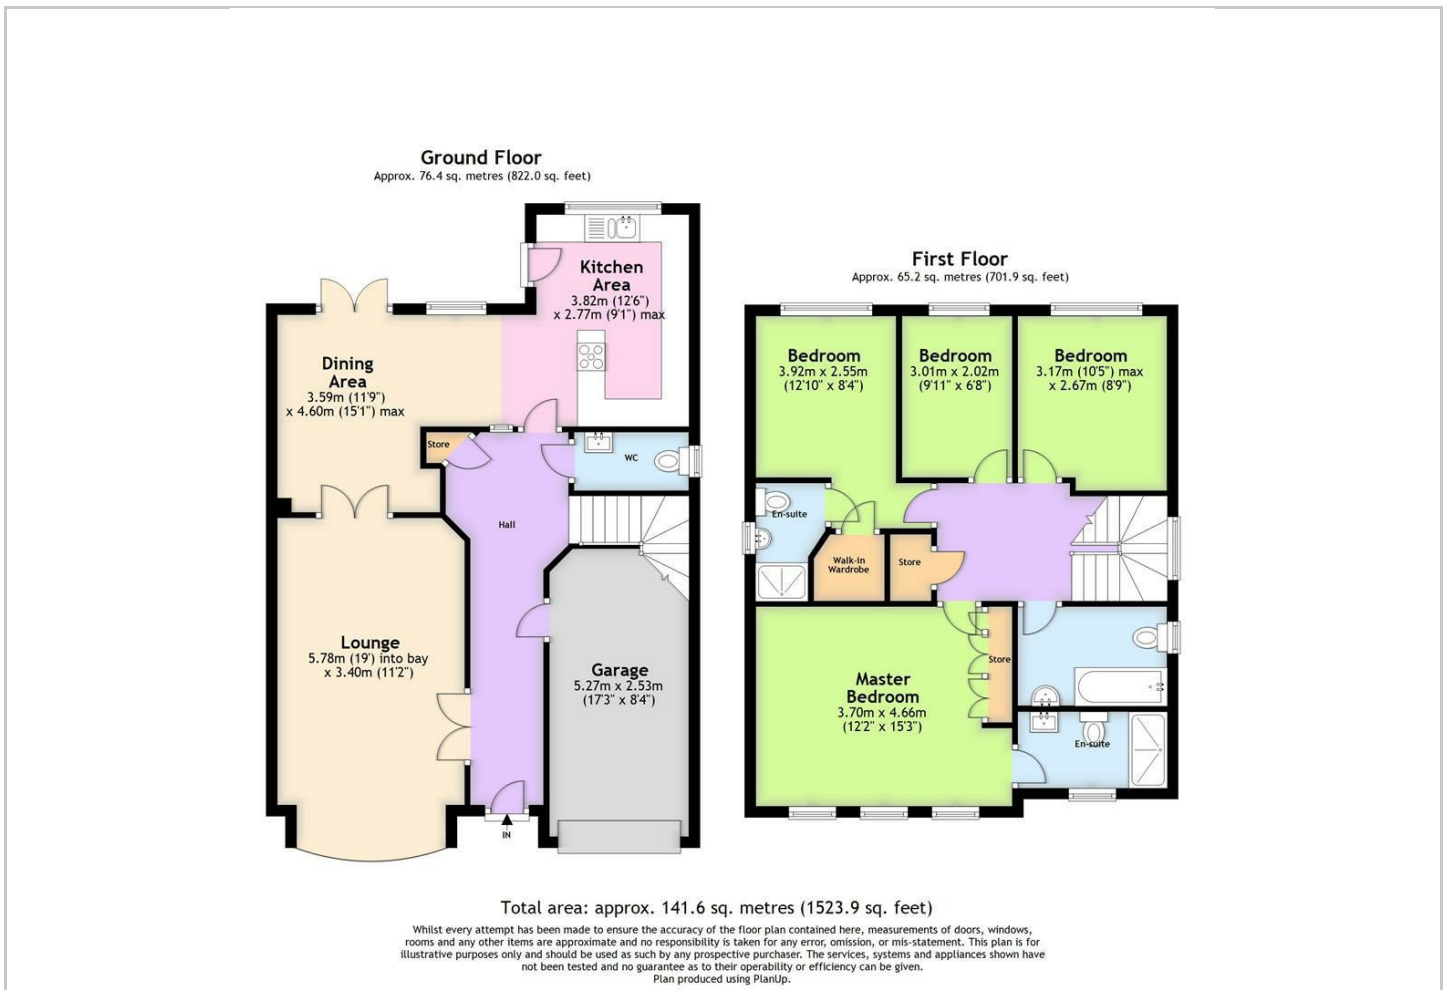 Ground Floor
Approx. 76.4 sq. metres (822.0 sq. feet)
Kitchen
Area
3.82m (12'6")
x 2.77m (9'1") max
Dining
Area
3.59m (11'9")
x 4.60m (15'1") max
Store
WC
Hall
Lounge
5.78m (19') into bay
x 3.40m (11'2")
Garage
5.27m x 2.53m
(17'3" x 8'4")
IN
First Floor
Approx. 65.2 sq. metres (701.9 sq. feet)
Bedroom
3.92m x 2.55m
(12'10" x 8'4")
Bedroom
3.01m x 2.02m
(9'11" x 6'8")
Bedroom
3.17m (10'5") max
x 2.67m (8'9")
En-suite
Walk-in
Wardrobe
Store
Store
Master
Bedroom
3.70m x 4.66m
(12'2" x 15'3")
En-suite
Total area: approx. 141.6 sq. metres (1523.9 sq. feet)
Whilst every attempt has been made to ensure the accuracy of the floor plan contained here, measurements of doors, windows,
rooms and any other items are approximate and no responsibility is taken for any error, omission, or mis-statement. This plan is for
illustrative purposes only and should be used as such by any prospective purchaser. The services, systems and appliances shown have
not been tested and no guarantee as to their operability or efficiency can be given.
Plan produced using PlanUp.